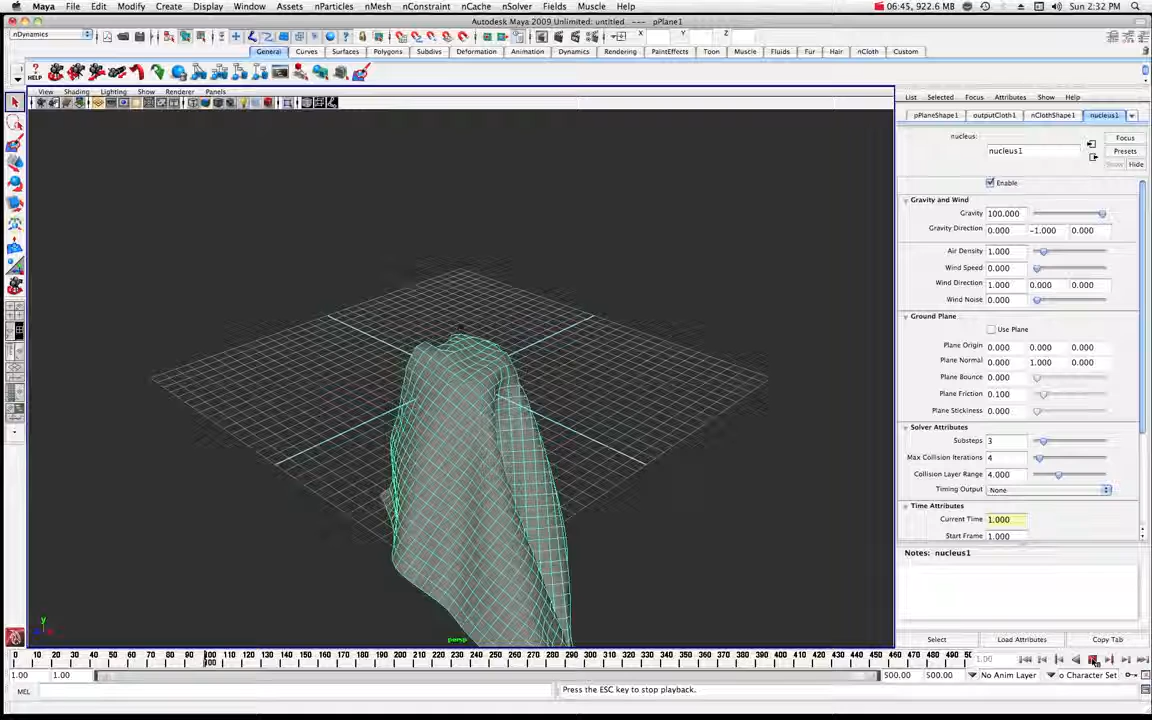 Maya File Edit Modify Create Display Window Assets nParticles nMesh nConstraint nCache nSolver Fields Muscle Help 06:45, 922.6 M Sun 2:32 PM
Autodesk Maya 2009 Unlimited: untitled --- pPlane1
nDynamics X Y Z
General Curves Surfaces Polygons Subdivs Deformation Animation Dynamics Rendering PaintEffects Toon Muscle Fluids Fur Hair nCloth Custom
HELP
View Shading Lighting Show Renderer Panels
List Selected Focus Attributes Show Help
pPlaneShape1 outputCloth1 nClothShape1 nucleus1
nucleus: nucleus1
Focus
Presets
Show Hide
Enable
Gravity and Wind
Gravity 100.000
Gravity Direction 0.000 -1.000 0.000
Air Density 1.000
Wind Speed 0.000
Wind Direction 1.000 0.000 0.000
Wind Noise 0.000
Ground Plane
Use Plane
Plane Origin 0.000 0.000 0.000
Plane Normal 0.000 1.000 0.000
Plane Bounce 0.000
Plane Friction 0.100
Plane Stickiness 0.000
Solver Attributes
Substeps 3
Max Collision Iterations 4
Collision Layer Range 4.000
Timing Output None
Time Attributes
Current Time 1.000
Start Frame 1.000
Notes: nucleus1
y
persp
Select Load Attributes Copy Tab
0 10 20 30 40 50 60 70 80 90 100 110 120 130 140 150 160 170 180 190 200 210 220 230 240 250 260 270 280 290 300 310 320 330 340 350 360 370 380 390 400 410 420 430 440 450 460 470 480 490 50 1.00
1.00 1.00 500.00 500.00 No Anim Layer o Character Set
MEL Press the ESC key to stop playback.